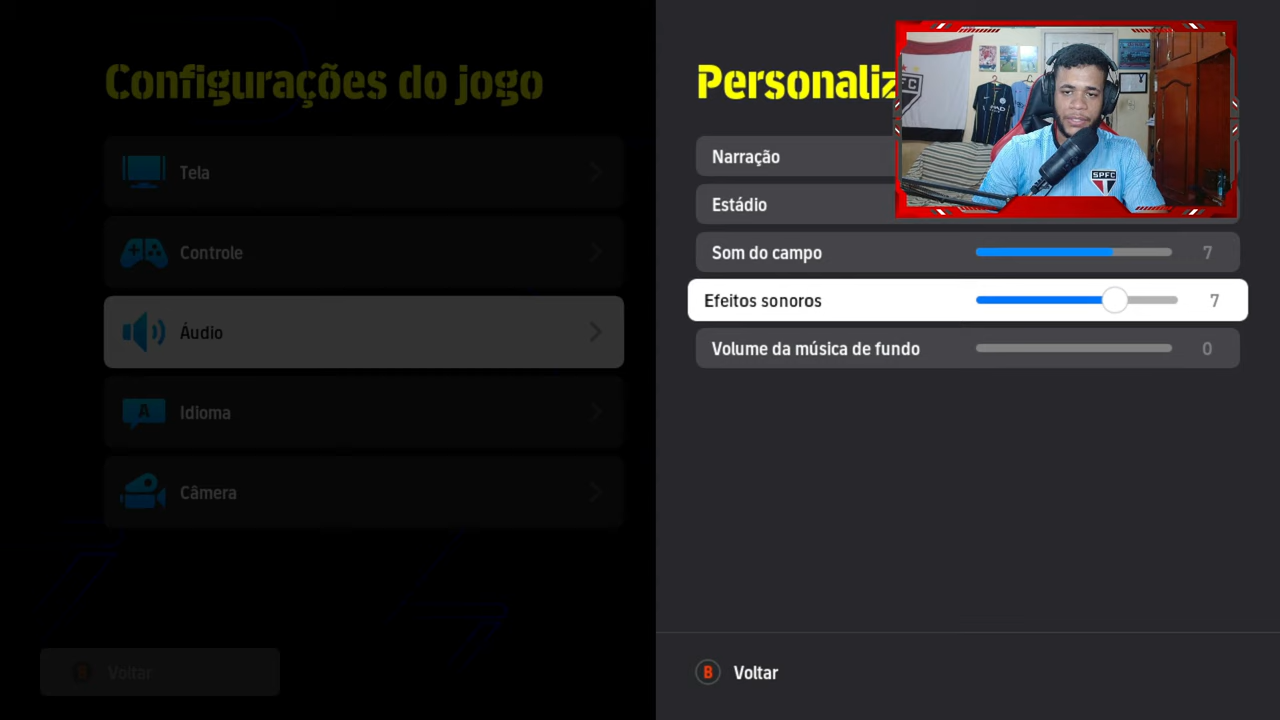 Configurações do jogo
Tela
Controle
Áudio
A
Idioma
Câmera
B Voltar
Personaliz
Narração
Estádio
Som do campo 7
Efeitos sonoros 7
Volume da música de fundo 0
B Voltar
SPFC